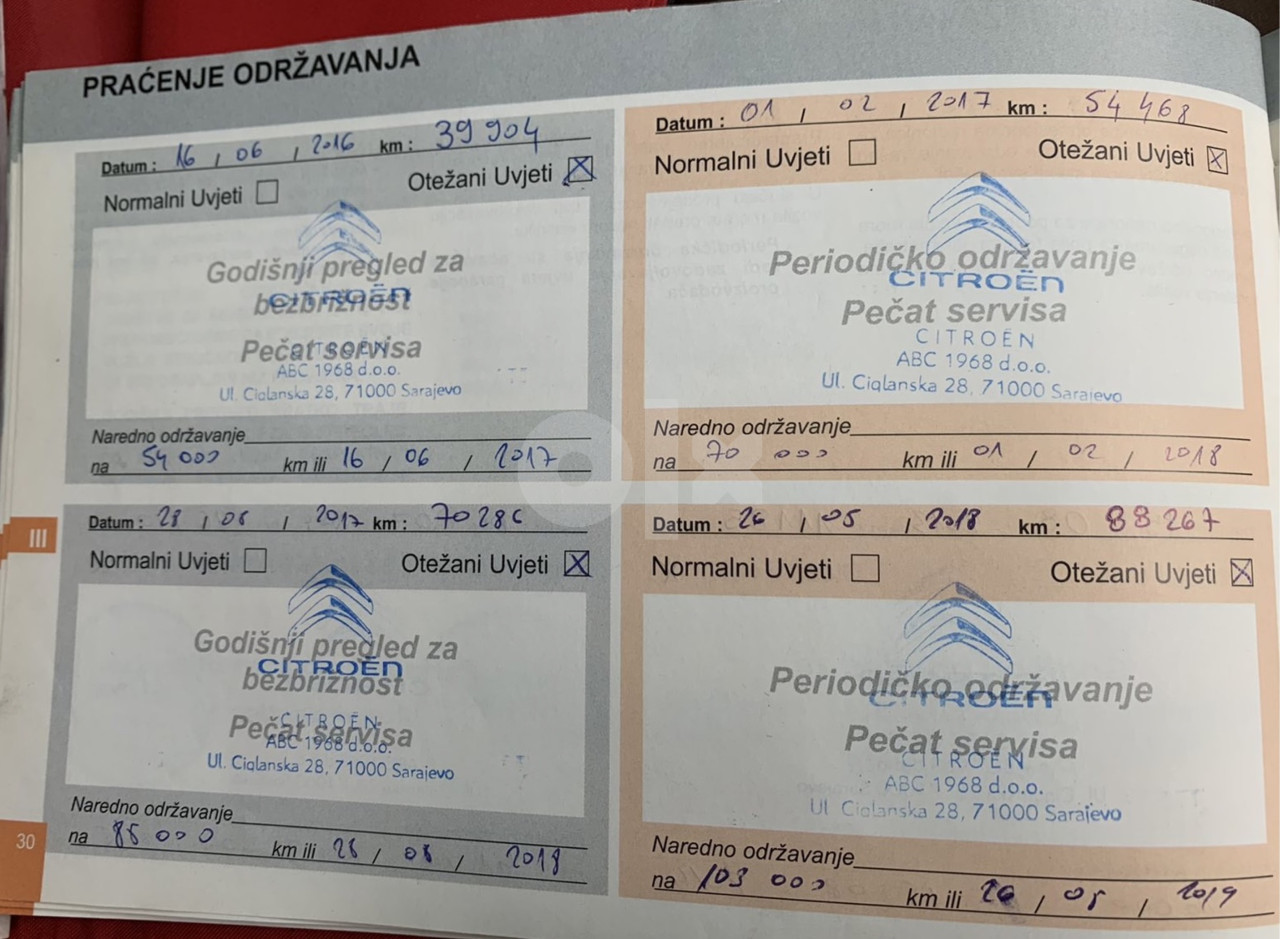 PRAĆENJE ODRŽAVANJA
Datum : 16 / 06 / 2016 km : 39 904
Normalni Uvjeti Otežani Uvjeti
Godišnji pregled za
bezbrižnost
CITROËN
Pečat servisa
CITROËN
ABC 1968 d.o.o.
Ul. Ciglanska 28, 71000 Sarajevo
Naredno održavanje
na 54 000 km ili 16 / 06 / 2017
Datum : 01 / 02 / 2017 km : 54 468
Normalni Uvjeti Otežani Uvjeti
Periodičko održavanje
CITROËN
Pečat servisa
CITROËN
ABC 1968 d.o.o.
Ul. Ciglanska 28, 71000 Sarajevo
Naredno održavanje
na 70 000 km ili 01 / 02 / 2018
Datum : 28 / / 2017 km :
Normalni Uvjeti Otežani Uvjeti
Godišnji pregled za
bezbrižnost
CITROËN
Pečat servisa
CITROËN
ABC 1968 d.o.o.
Ul. Ciglanska 28, 71000 Sarajevo
Naredno održavanje
na 85 000 km ili 28 / / 2018
Datum : 26 / 05 / 2018 km : 88 267
Normalni Uvjeti Otežani Uvjeti
Periodičko održavanje
CITROËN
Pečat servisa
CITROËN
ABC 1968 d.o.o.
Ul Ciglanska 28, 71000 Sarajevo
Naredno održavanje
na 103 000 km ili 26 / 05 / 2019
III
30
olx